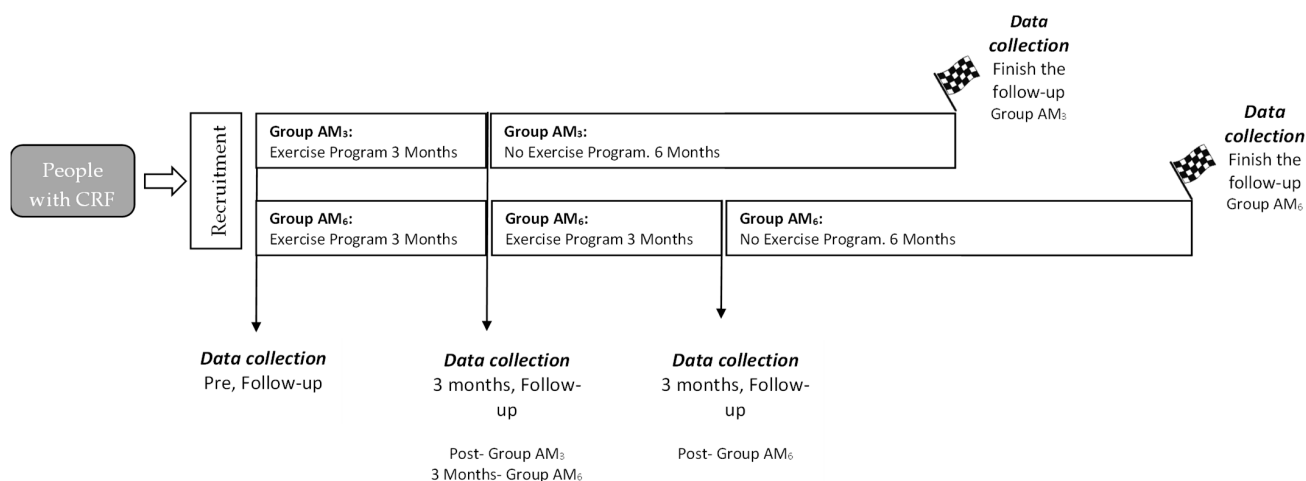 People
with CRF
Recruitment
Group AM₃:
Exercise Program 3 Months
Group AM₃:
No Exercise Program. 6 Months
Data
collection
Finish the
follow-up
Group AM₃
Group AM₆:
Exercise Program 3 Months
Group AM₆:
Exercise Program 3 Months
Group AM₆:
No Exercise Program. 6 Months
Data
collection
Finish the
follow-up
Group AM₆
Data collection
Pre, Follow-up
Data collection
3 months, Follow-
up
Post- Group AM₃
3 Months- Group AM₆
Data collection
3 months, Follow-
up
Post- Group AM₆